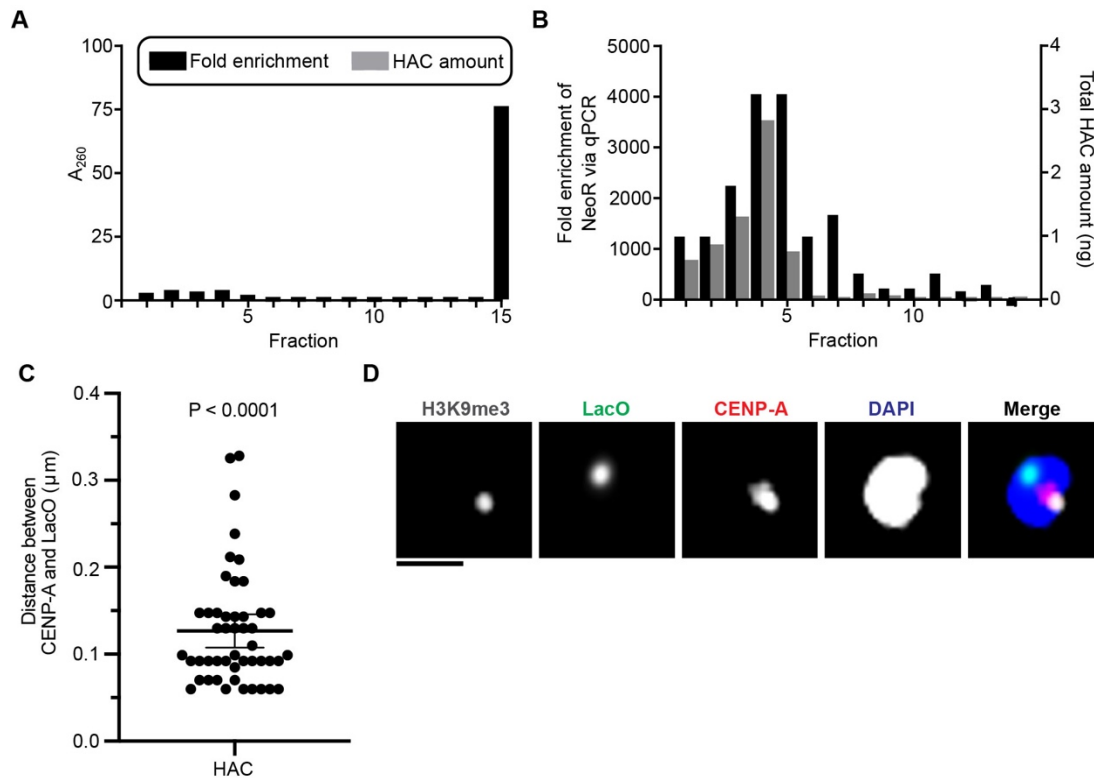 A
100
75
50
25
0
A260
Fold enrichment
HAC amount
5
10
15
Fraction
B
5000
4000
3000
2000
1000
0
Fold enrichment of
NeoR via qPCR
4
3
2
1
0
Total HAC
amount (ng)
5
10
Fraction
C
0.4
0.3
0.2
0.1
0.0
Distance between
CENP-A and LacO (μm)
P < 0.0001
HAC
D
H3K9me3
LacO
CENP-A
DAPI
Merge